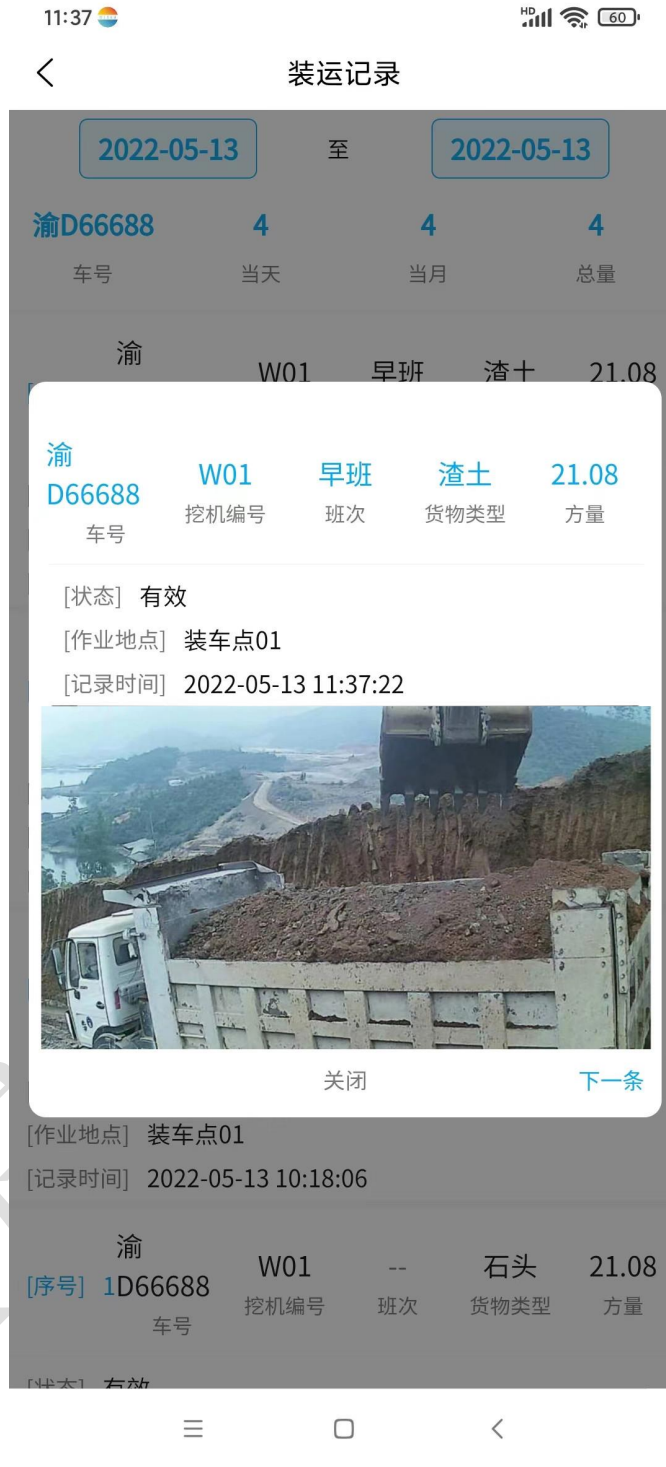 11:37
HD
60
装运记录
2022-05-13 至 2022-05-13
渝D66688 4 4 4
车号 当天 当月 总量
渝
W01 早班 渣土 21.08
渝
D66688 W01 早班 渣土 21.08
车号 挖机编号 班次 货物类型 方量
[状态] 有效
[作业地点] 装车点01
[记录时间] 2022-05-13 11:37:22
关闭 下一条
[作业地点] 装车点01
[记录时间] 2022-05-13 10:18:06
渝
[序号] 1D66688 W01 -- 石头 21.08
车号 挖机编号 班次 货物类型 方量
[状态] 有效